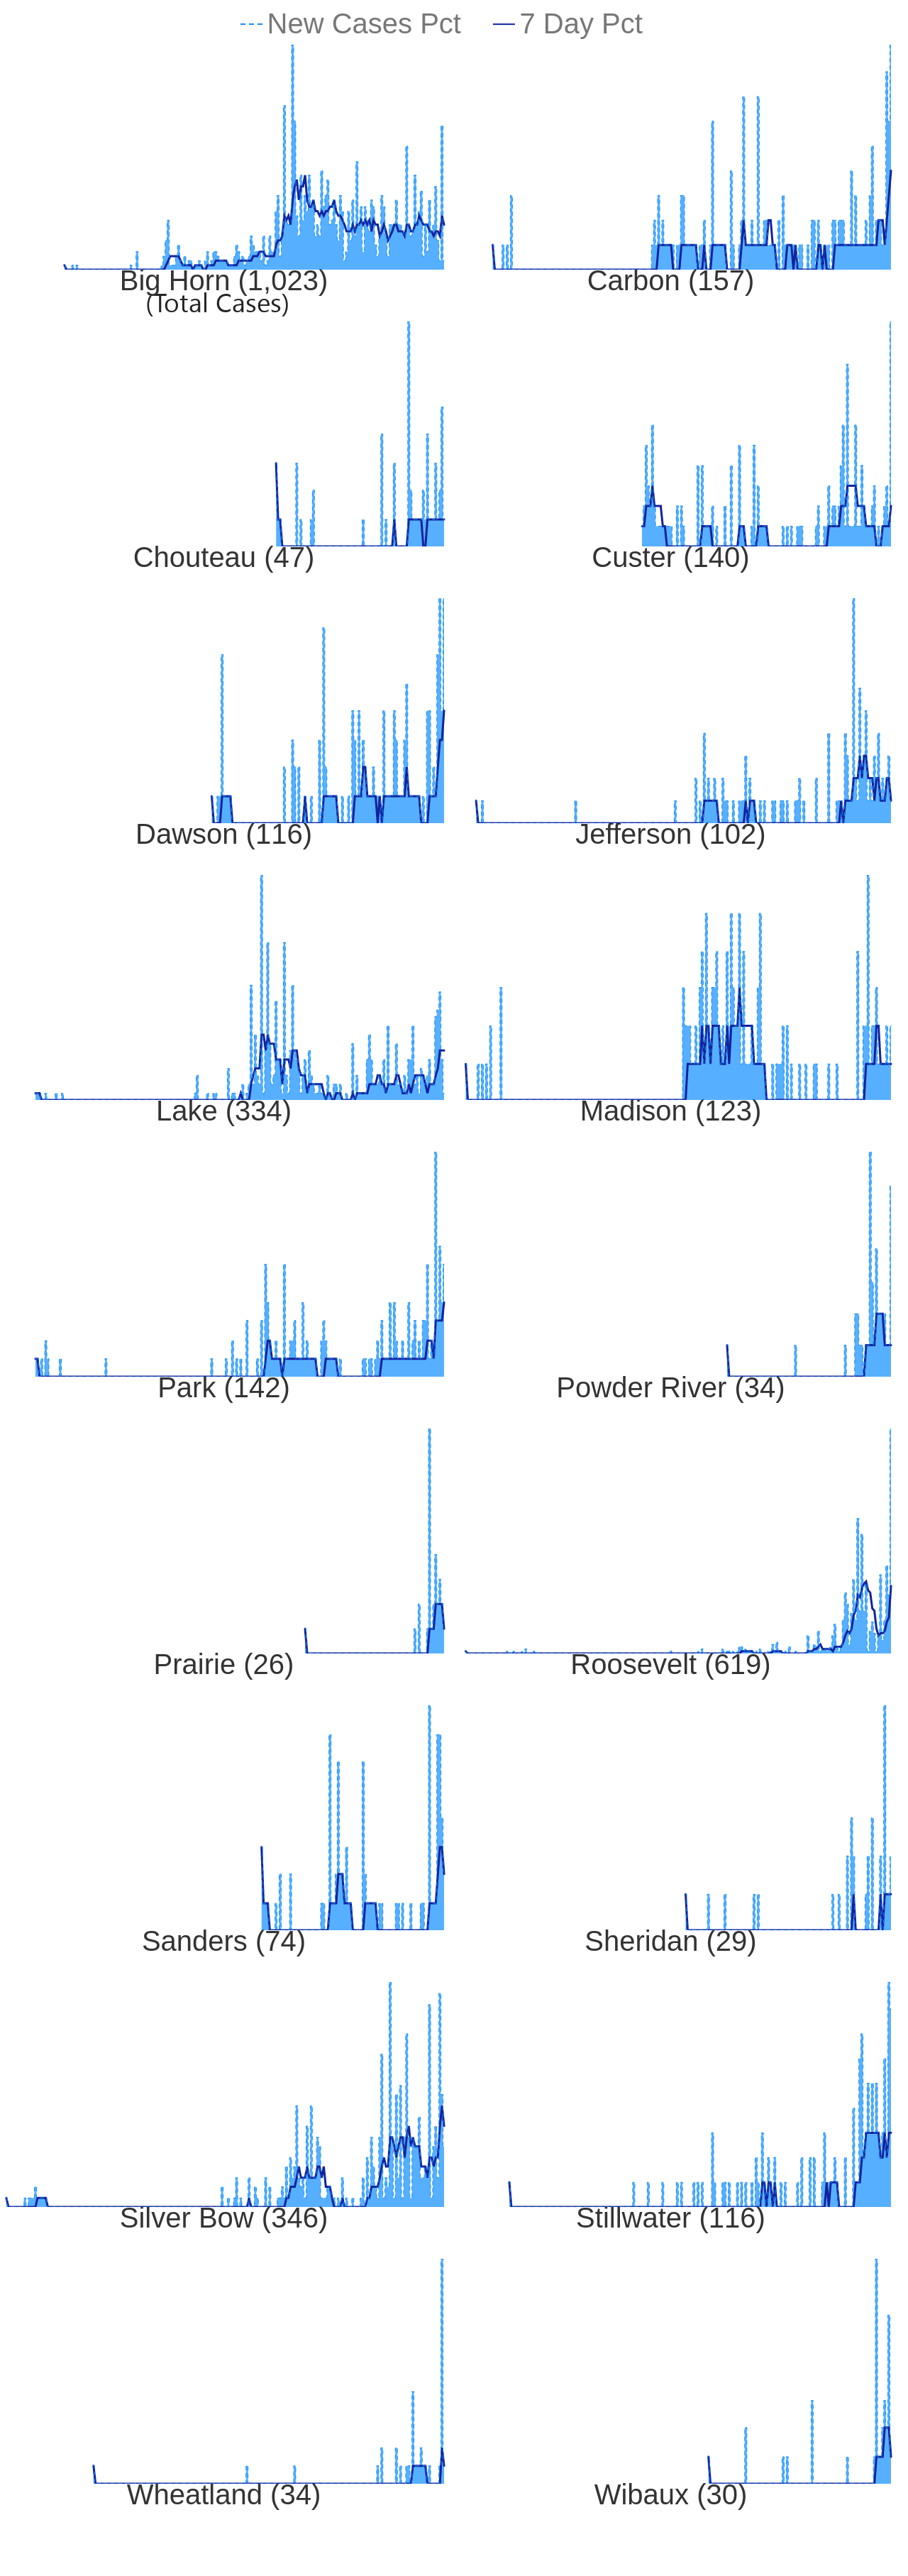 New Cases Pct 7 Day Pct
Big Horn (1,023) Carbon (157)
(Total Cases)
Chouteau (47) Custer (140)
Dawson (116) Jefferson (102)
Lake (334) Madison (123)
Park (142) Powder River (34)
Prairie (26) Roosevelt (619)
Sanders (74) Sheridan (29)
Silver Bow (346) Stillwater (116)
Wheatland (34) Wibaux (30)